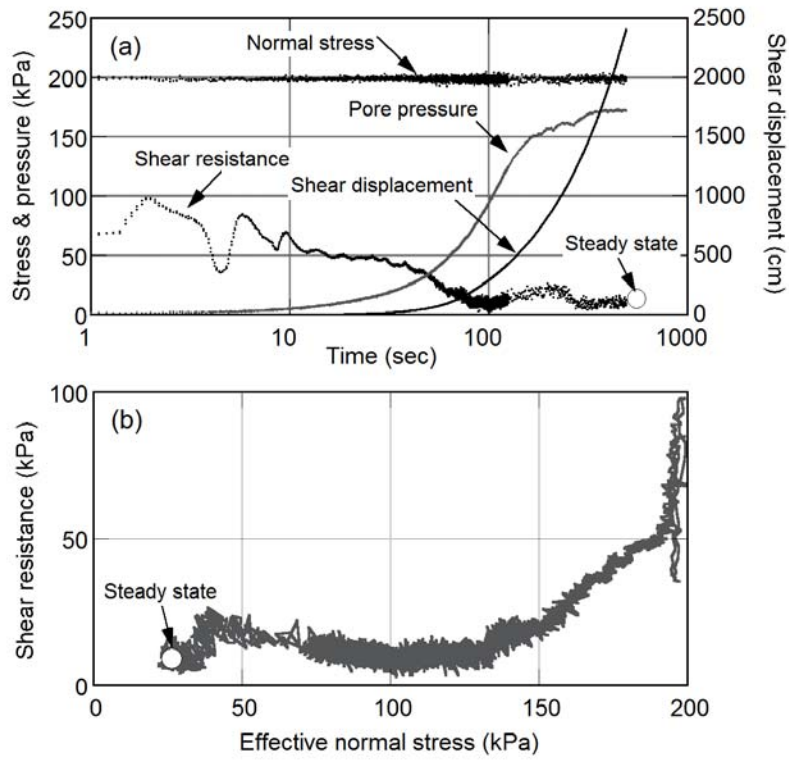 (a)
Normal stress
Pore pressure
Shear resistance
Shear displacement
Steady state
Stress & pressure (kPa)
250
200
150
100
50
0
Shear displacement (cm)
2500
2000
1500
1000
500
0
1 10 100 1000
Time (sec)
(b)
Steady state
Shear resistance (kPa)
100
50
0
0 50 100 150 200
Effective normal stress (kPa)